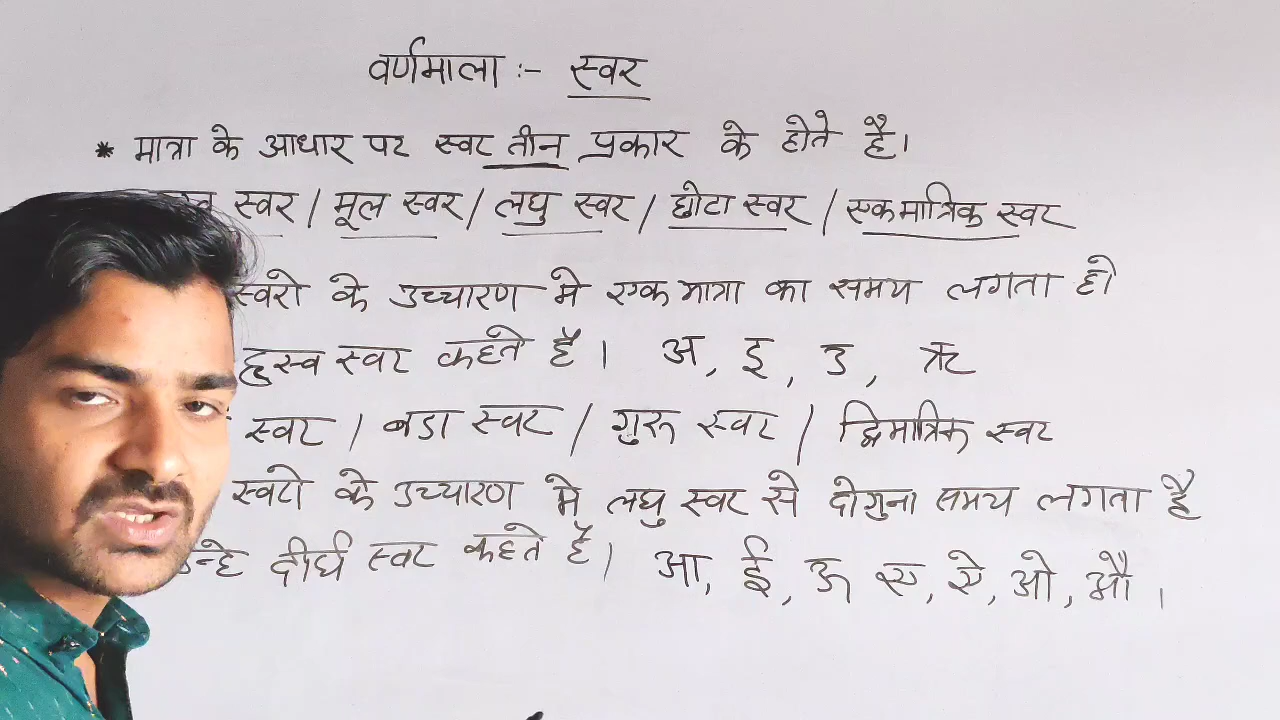 वर्णमाला :- स्वर
* मात्रा के आधार पर स्वर तीन प्रकार के होते है।
स्वर / मूल स्वर / लघु स्वर / छोटा स्वर / एकमात्रिक स्वर
स्वरो के उच्चारण मे एक मात्रा का समय लगता हो
ह्रस्व स्वर कहते है। अ, इ, उ, ऋ
स्वर / बडा स्वर / गुरू स्वर / द्विमात्रिक स्वर
स्वरो के उच्चारण मे लघु स्वर से दोगुना समय लगता है
दीर्घ स्वर कहते है। आ, ई, ऊ ए, ऐ, ओ, औ ।